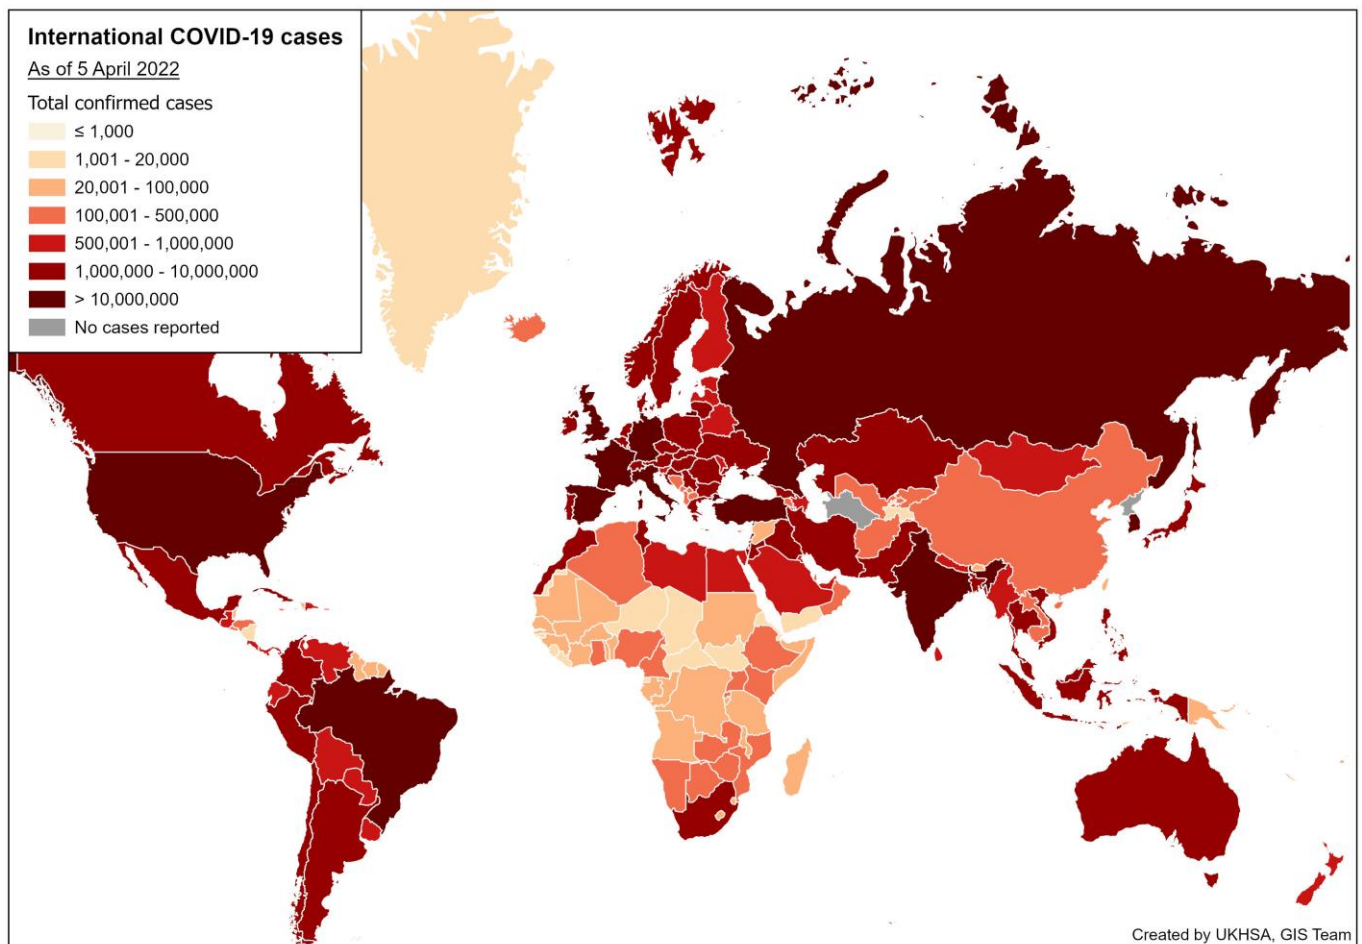 International COVID-19 cases
As of 5 April 2022
Total confirmed cases
≤ 1,000
1,001 - 20,000
20,001 - 100,000
100,001 - 500,000
500,001 - 1,000,000
1,000,000 - 10,000,000
> 10,000,000
No cases reported
Created by UKHSA, GIS Team